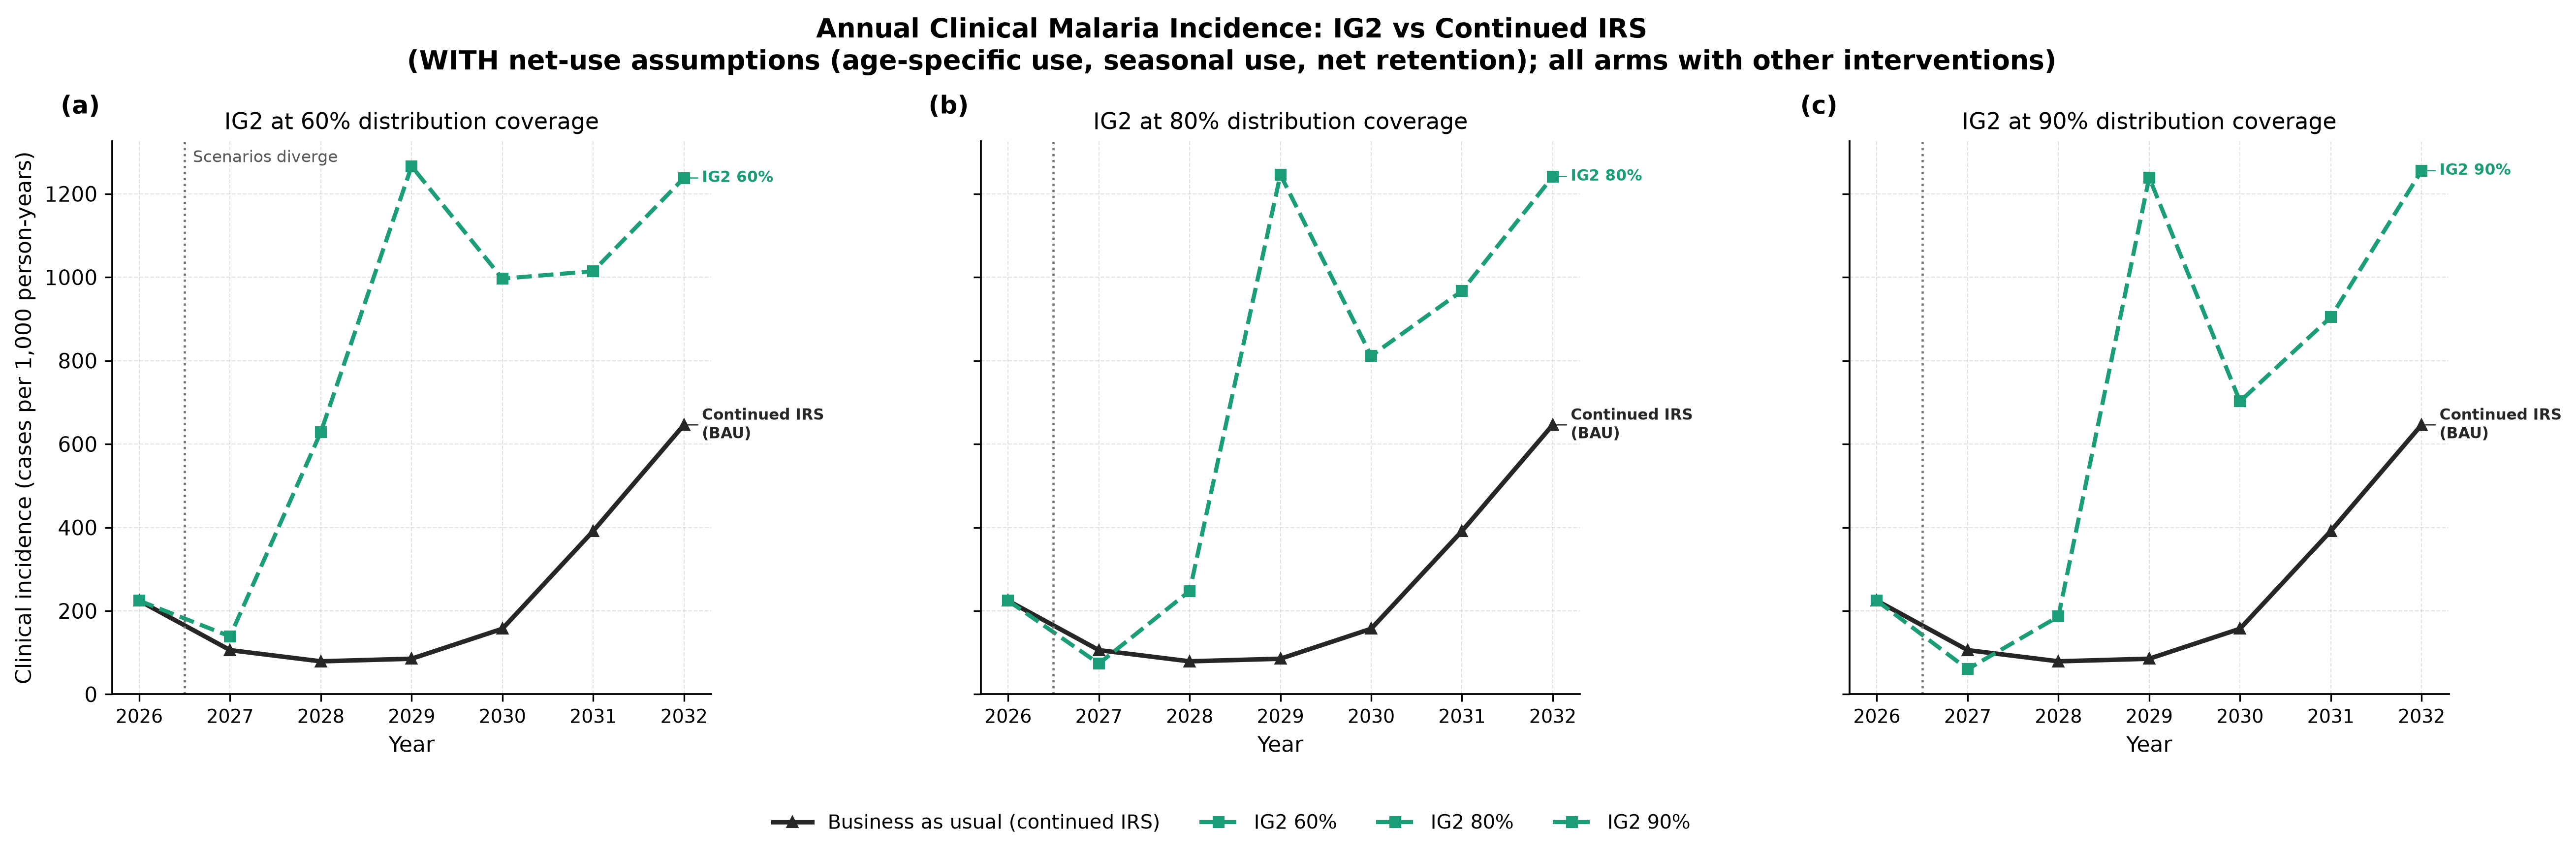 Annual Clinical Malaria Incidence: IG2 vs Continued IRS
(WITH net-use assumptions (age-specific use, seasonal use, net retention); all arms with other interventions)
(a)
IG2 at 60% distribution coverage
Clinical incidence (cases per 1,000 person-years)
1200
1000
800
600
400
200
0
Scenarios diverge
IG2 60%
Continued IRS
(BAU)
2026 2027 2028 2029 2030 2031 2032
Year
(b)
IG2 at 80% distribution coverage
IG2 80%
Continued IRS
(BAU)
2026 2027 2028 2029 2030 2031 2032
Year
(c)
IG2 at 90% distribution coverage
IG2 90%
Continued IRS
(BAU)
2026 2027 2028 2029 2030 2031 2032
Year
Business as usual (continued IRS) IG2 60% IG2 80% IG2 90%